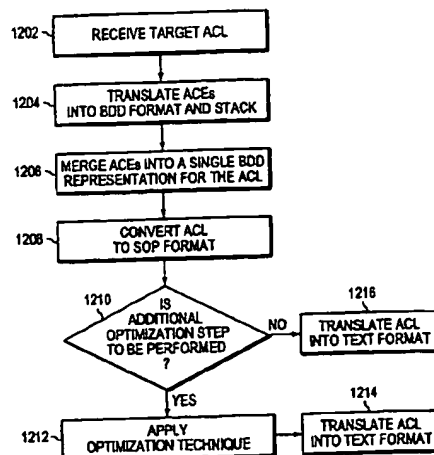 1202
RECEIVE TARGET ACL
1204
TRANSLATE ACEs
INTO BDD FORMAT AND STACK
1206
MERGE ACEs INTO A SINGLE BDD
REPRESENTATION FOR THE ACL
1208
CONVERT ACL
TO SOP FORMAT
1210
IS
ADDITIONAL
OPTIMIZATION STEP
TO BE PERFORMED
?
NO
1216
TRANSLATE ACL
INTO TEXT FORMAT
YES
1212
APPLY
OPTIMIZATION TECHNIQUE
1214
TRANSLATE ACL
INTO TEXT FORMAT